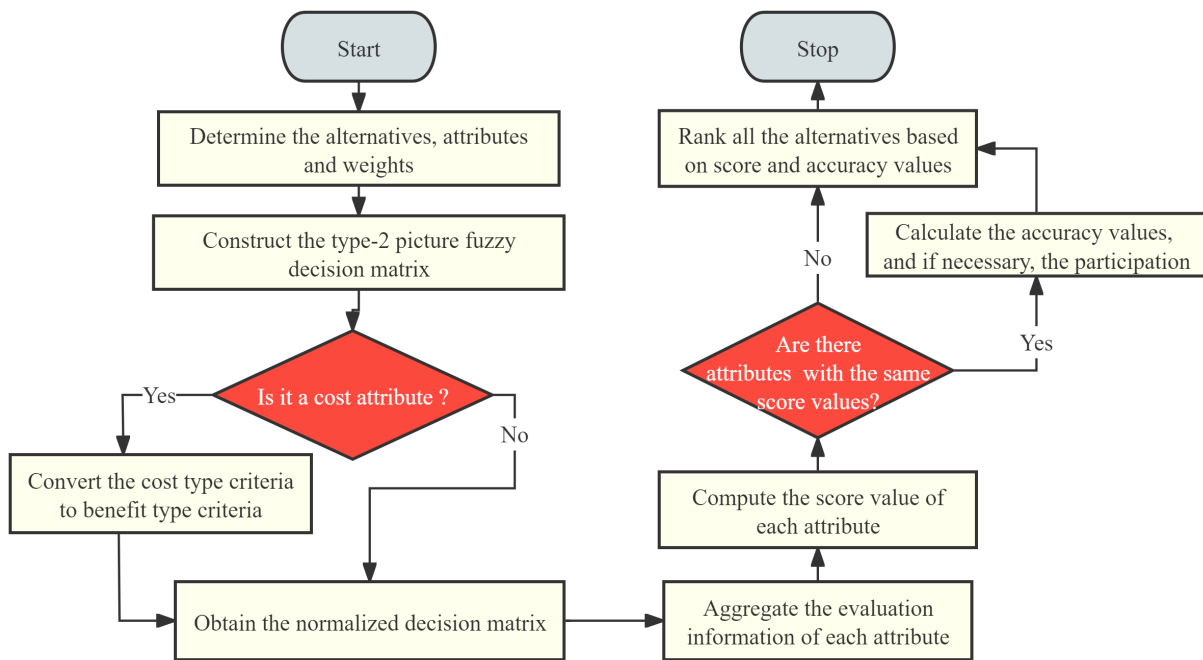 Start
Determine the alternatives, attributes
and weights
Construct the type-2 picture fuzzy
decision matrix
Is it a cost attribute ?
Yes
No
Convert the cost type criteria
to benefit type criteria
Obtain the normalized decision matrix
Aggregate the evaluation
information of each attribute
Compute the score value of
each attribute
Are there
attributes with the same
score values?
Yes
No
Calculate the accuracy values,
and if necessary, the participation
Rank all the alternatives based
on score and accuracy values
Stop